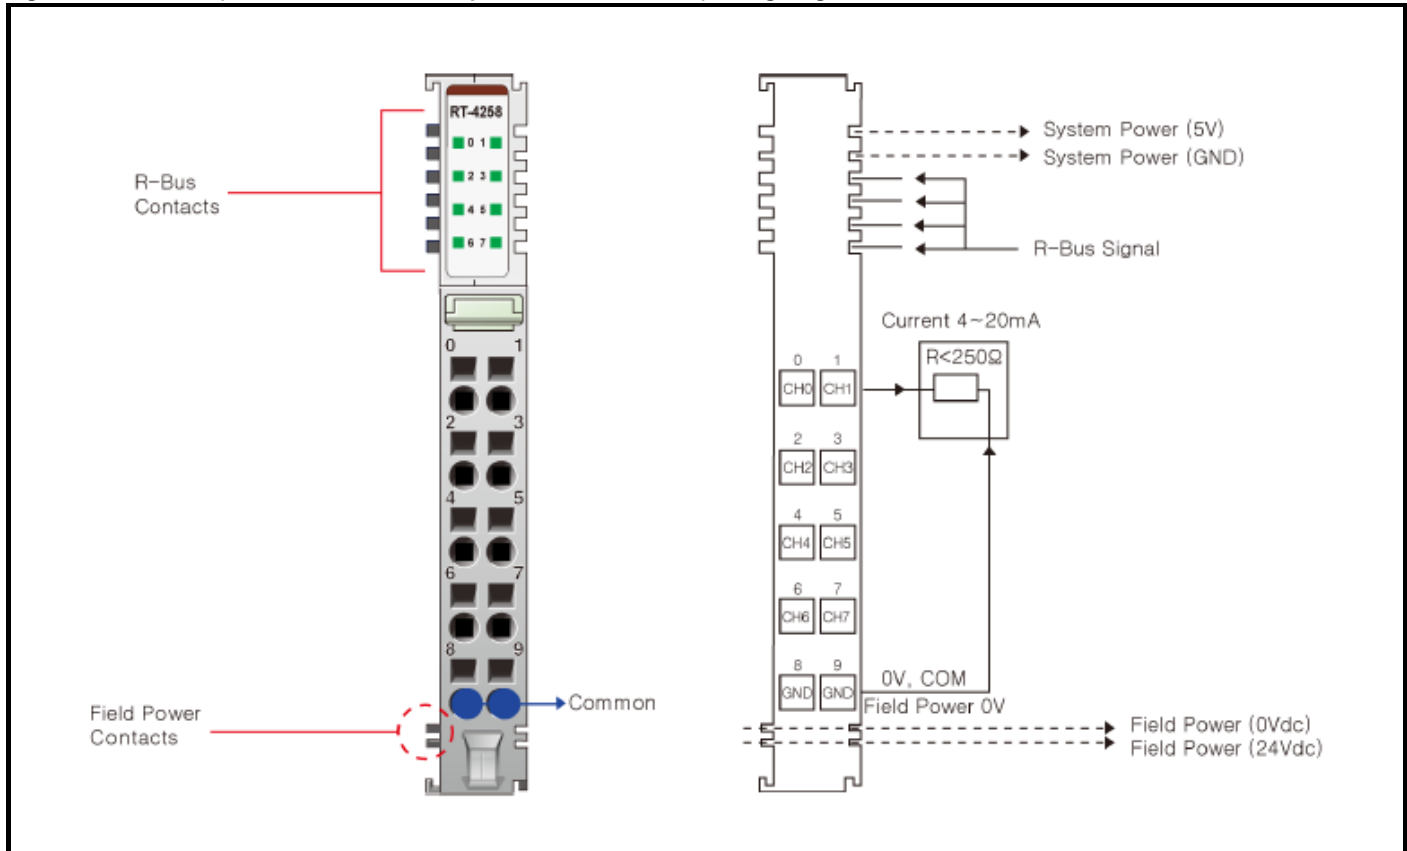 RT-4258
0 1
2 3
4 5
6 7
R-Bus
Contacts
0 1
2 3
4 5
6 7
8 9
Common
Field Power
Contacts
System Power (5V)
System Power (GND)
R-Bus Signal
Current 4~20mA
R<250Ω
0 1
CH0 CH1
2 3
CH2 CH3
4 5
CH4 CH5
6 7
CH6 CH7
8 9
GND GND
0V, COM
Field Power 0V
Field Power (0Vdc)
Field Power (24Vdc)